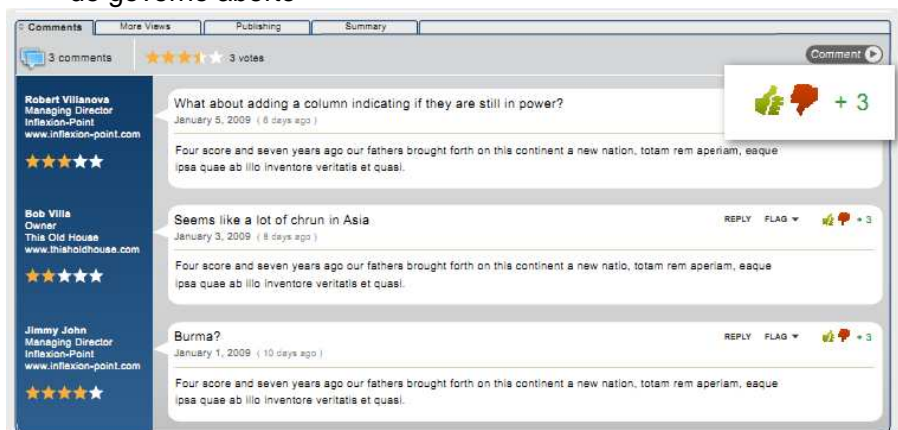 de governo aberto
Comments More Views Publishing Summary
3 comments 3 votes Comment
Robert Villanova
Managing Director
Inflexion-Point
www.inflexion-point.com
What about adding a column indicating if they are still in power?
January 5, 2009 ( 6 days ago )
+ 3
Four score and seven years ago our fathers brought forth on this continent a new nation, totam rem aperiam, eaque
ipsa quae ab illo inventore veritatis et quasi.
Bob Villa
Owner
This Old House
www.thisholdhouse.com
Seems like a lot of chrun in Asia
REPLY FLAG + 3
January 3, 2009 ( 8 days ago )
Four score and seven years ago our fathers brought forth on this continent a new natio, totam rem aperiam, eaque
ipsa quae ab illo inventore veritatis et quasi.
Jimmy John
Managing Director
Inflexion-Point
www.inflexion-point.com
Burma?
REPLY FLAG + 3
January 1, 2009 ( 10 days ago )
Four score and seven years ago our fathers brought forth on this continent a new nation, totam rem aperiam, eaque
ipsa quae ab illo inventore veritatis et quasi.